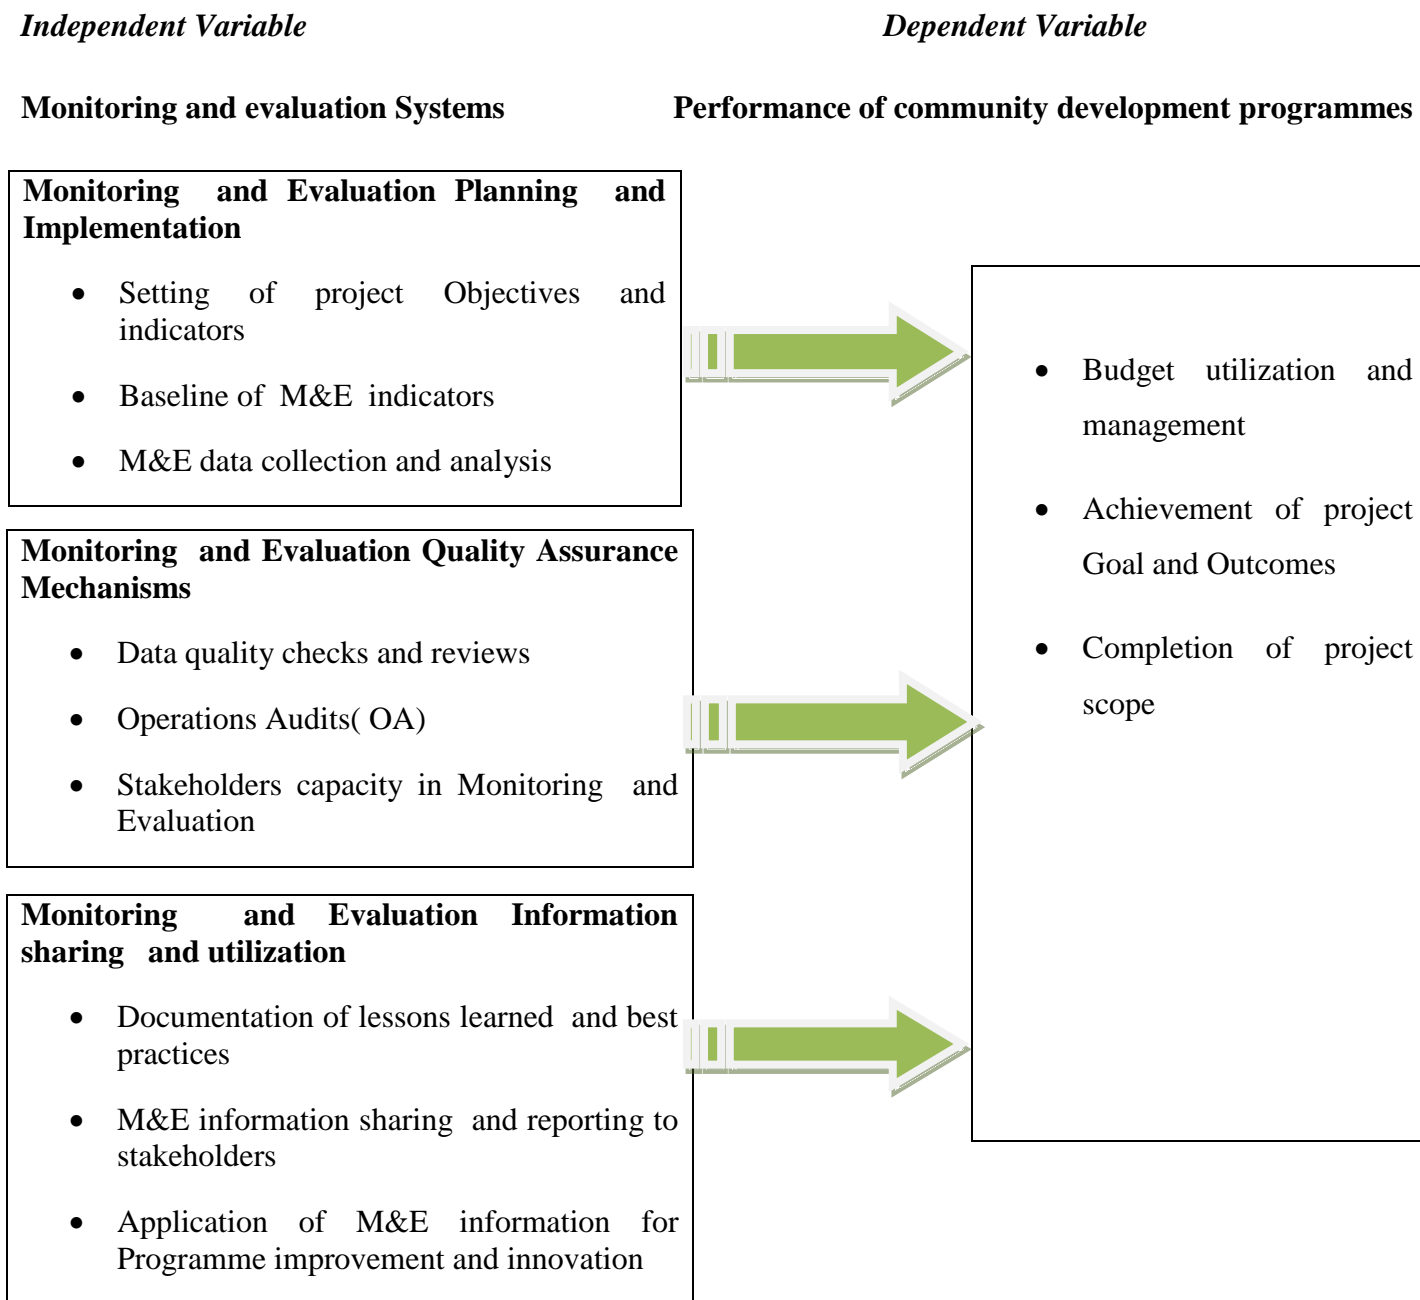 Independent Variable
Dependent Variable
Monitoring and evaluation Systems
Performance of community development programmes
Monitoring and Evaluation Planning and
Implementation
• Setting of project Objectives and
indicators
• Baseline of M&E indicators
• M&E data collection and analysis
Monitoring and Evaluation Quality Assurance
Mechanisms
• Data quality checks and reviews
• Operations Audits( OA)
• Stakeholders capacity in Monitoring and
Evaluation
Monitoring and Evaluation Information
sharing and utilization
• Documentation of lessons learned and best
practices
• M&E information sharing and reporting to
stakeholders
• Application of M&E information for
Programme improvement and innovation
• Budget utilization and
management
• Achievement of project
Goal and Outcomes
• Completion of project
scope